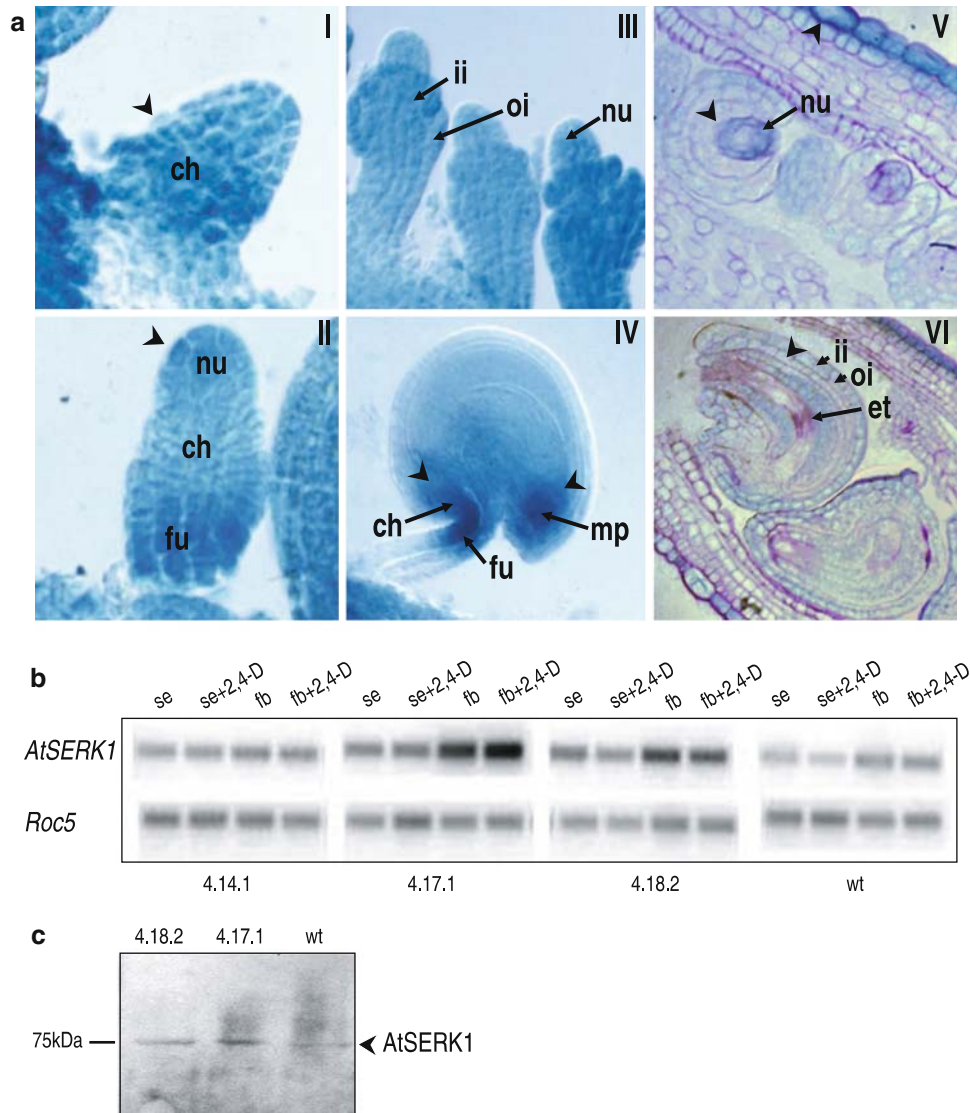 a
I
ch
III
ii
oi
nu
V
nu
II
nu
ch
fu
IV
ch
fu
mp
VI
ii
oi
et
b
se se+2,4-D fb fb+2,4-D se se+2,4-D fb fb+2,4-D se se+2,4-D fb fb+2,4-D se se+2,4-D fb fb+2,4-D
AtSERK1
Roc5
4.14.1 4.17.1 4.18.2 wt
c
4.18.2 4.17.1 wt
75kDa
AtSERK1